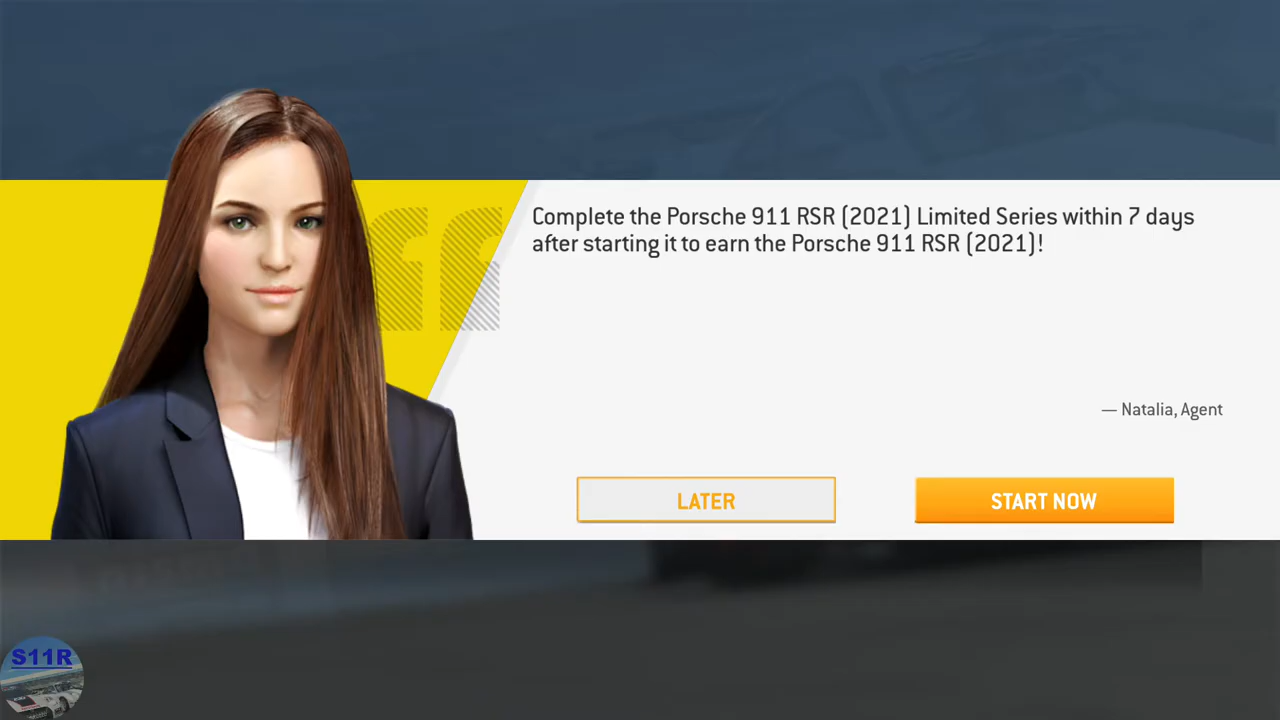 Complete the Porsche 911 RSR (2021) Limited Series within 7 days
after starting it to earn the Porsche 911 RSR (2021)!
— Natalia, Agent
LATER
START NOW
S11R